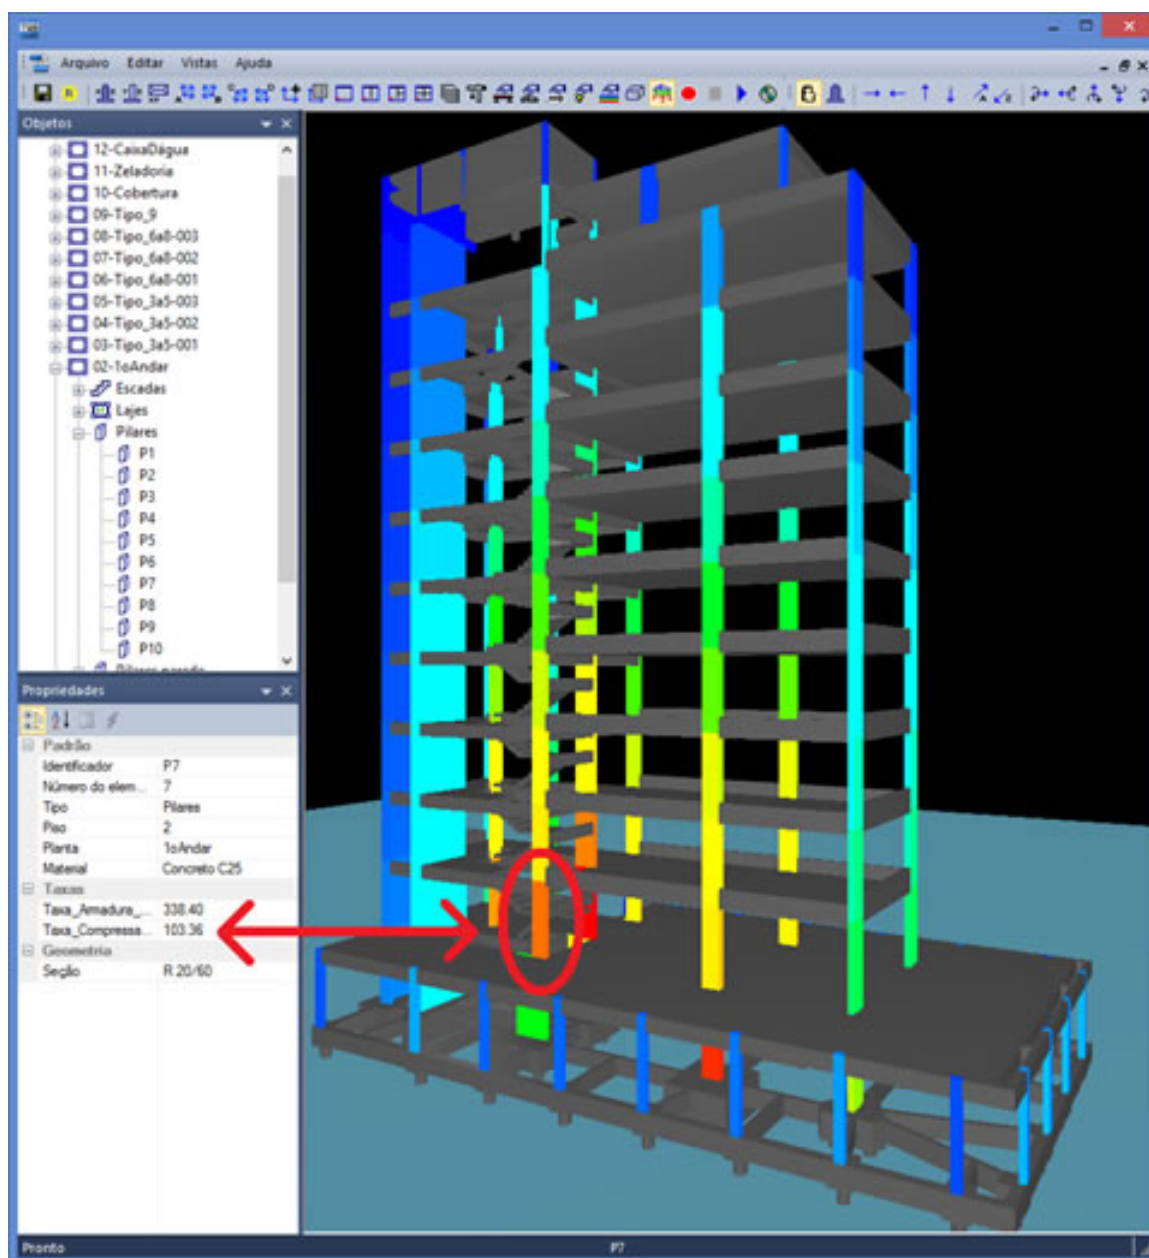 Arquivo Editar Vistas Ajuda
Objetos
12-CaixaDágua
11-Zeladoria
10-Cobertura
09-Tipo_9
08-Tipo_6a8-003
07-Tipo_6a8-002
06-Tipo_6a8-001
05-Tipo_3a5-003
04-Tipo_3a5-002
03-Tipo_3a5-001
02-1oAndar
Escadas
Lajes
Pilares
P1
P2
P3
P4
P5
P6
P7
P8
P9
P10
Pilares parede
Propriedades
Padrão
Identificador P7
Número do elem... 7
Tipo Pilares
Piso 2
Planta 1oAndar
Material Concreto C25
Taxas
Taxa_Armadura_... 338.40
Taxa_Compressa... 103.36
Geometria
Seção R 20/60
Pronto P7